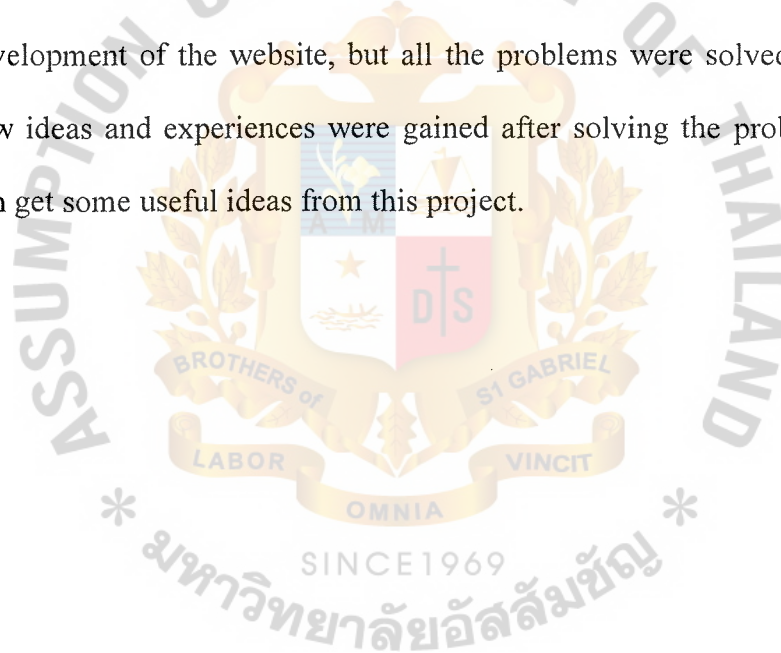 velopment of the website, but all the problems were solved
w ideas and experiences were gained after solving the prob
n get some useful ideas from this project.
ASSUMPTION
OF THAILAND
A M
D S
BROTHERS of
S1 GABRIEL
LABOR
VINCIT
OMNIA
* *
SINCE1969
มหาวิทยาลัยอัสสัมชัญ